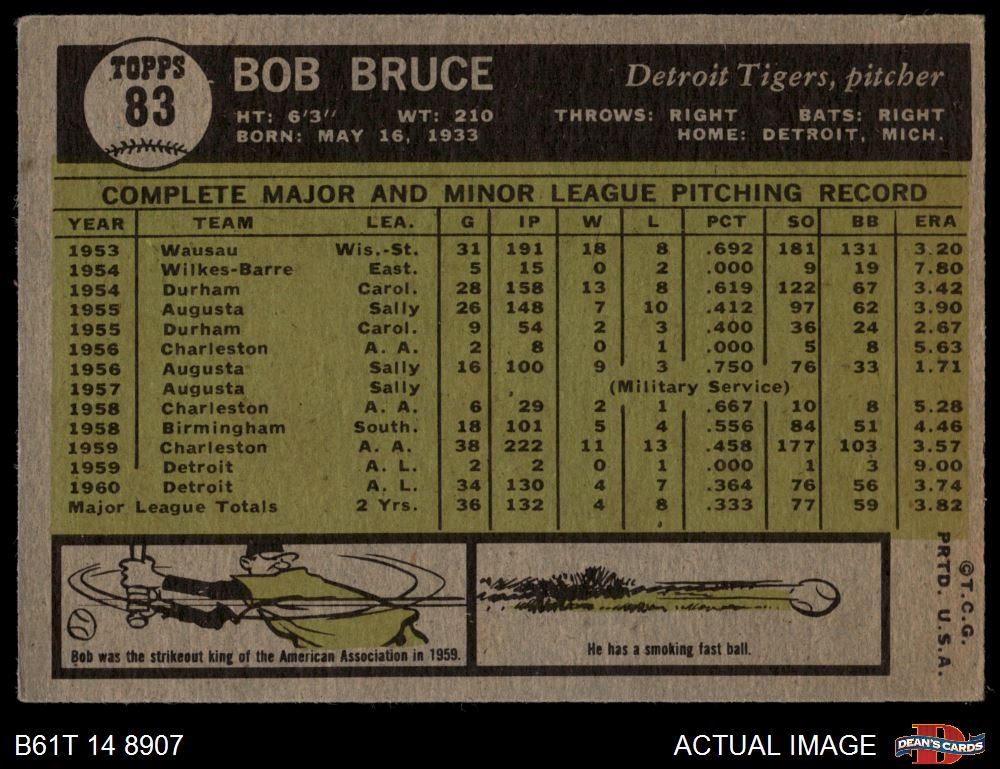 TOPPS
83
BOB BRUCE
Detroit Tigers, pitcher
HT: 6'3" WT: 210 THROWS: RIGHT BATS: RIGHT
BORN: MAY 16, 1933 HOME: DETROIT, MICH.
COMPLETE MAJOR AND MINOR LEAGUE PITCHING RECORD
YEAR TEAM LEA. G IP W L PCT SO BB ERA
1953 Wausau Wis.-St. 31 191 18 8 .692 181 131 3.20
1954 Wilkes-Barre East. 5 15 0 2 .000 9 19 7.80
1954 Durham Carol. 28 158 13 8 .619 122 67 3.42
1955 Augusta Sally 26 148 7 10 .412 97 62 3.90
1955 Durham Carol. 9 54 2 3 .400 36 24 2.67
1956 Charleston A. A. 2 8 0 1 .000 5 8 5.63
1956 Augusta Sally 16 100 9 3 .750 76 33 1.71
1957 Augusta Sally (Military Service)
1958 Charleston A. A. 6 29 2 1 .667 10 8 5.28
1958 Birmingham South. 18 101 5 4 .556 84 51 4.46
1959 Charleston A. A. 38 222 11 13 .458 177 103 3.57
1959 Detroit A. L. 2 2 0 1 .000 1 3 9.00
1960 Detroit A. L. 34 130 4 7 .364 76 56 3.74
Major League Totals 2 Yrs. 36 132 4 8 .333 77 59 3.82
Bob was the strikeout king of the American Association in 1959.
He has a smoking fast ball.
©T.C.G.
PRTD. U.S.A.
B61T 14 8907
ACTUAL IMAGE
DEAN'S CARDS